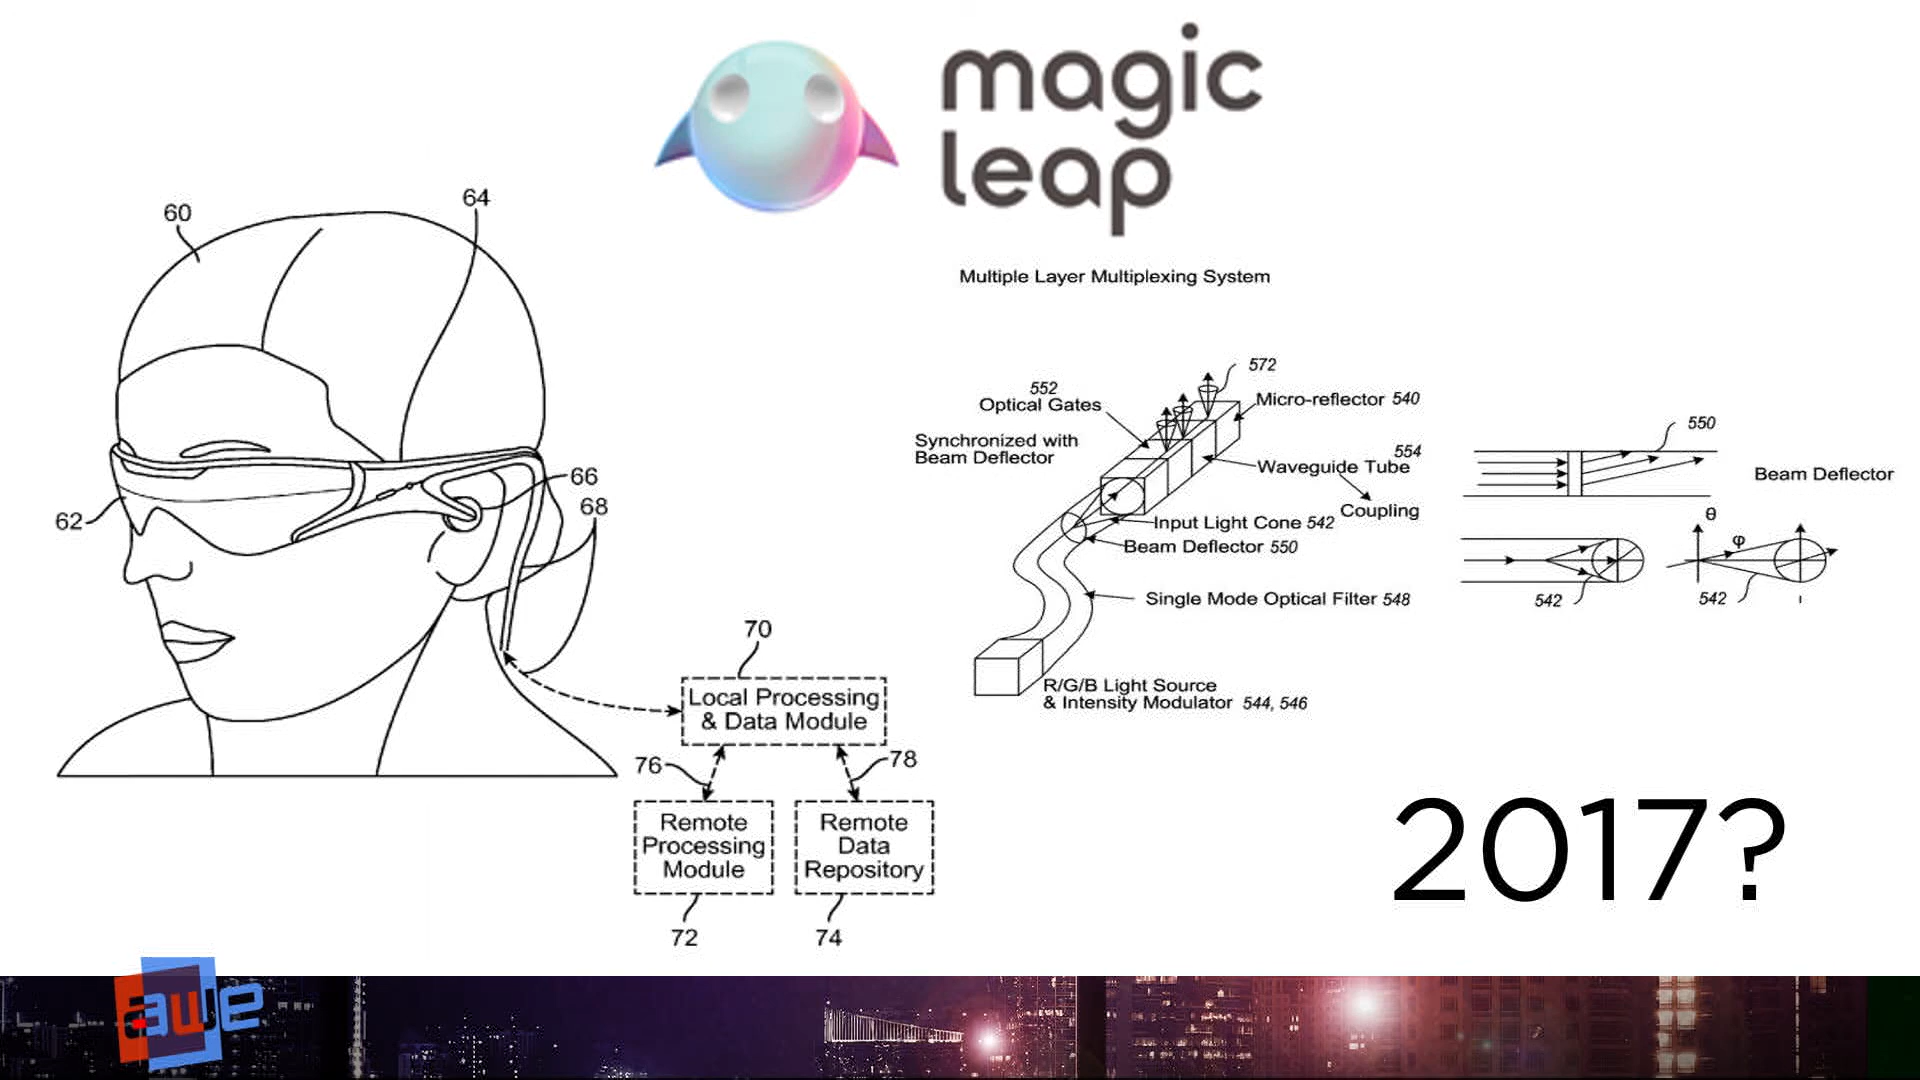 magic
leap
Multiple Layer Multiplexing System
60
64
62
66
68
70
Local Processing
& Data Module
76
78
Remote
Processing
Module
Remote
Data
Repository
72
74
572
552
Optical Gates
Micro-reflector 540
Synchronized with
Beam Deflector
554
Waveguide Tube
Coupling
Input Light Cone 542
Beam Deflector 550
Single Mode Optical Filter 548
R/G/B Light Source
& Intensity Modulator 544, 546
550
Beam Deflector
θ
φ
542
542
2017?
awe